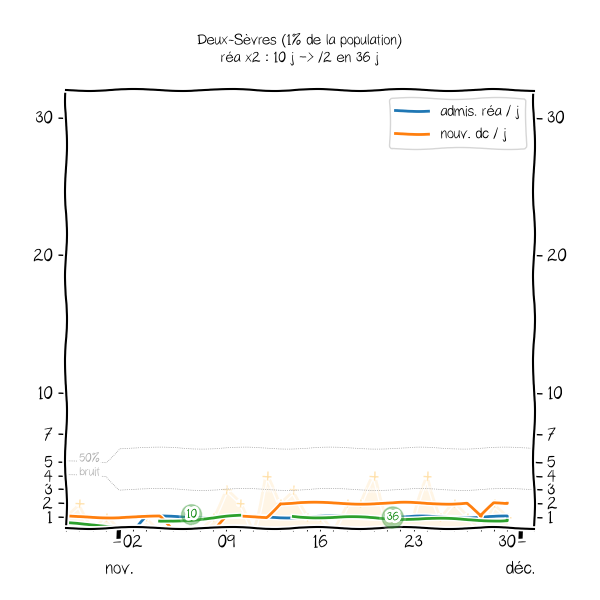 Deux-Sèvres (1% de la population)
réa x2 : 10 j -> /2 en 36 j
admis. réa / j
nouv. dc / j
30 30
20 20
10 10
7 7
5 50% 5
4 bruit 4
3 3
2 2
1 10 36 1
02 09 16 23 30
nov. déc.